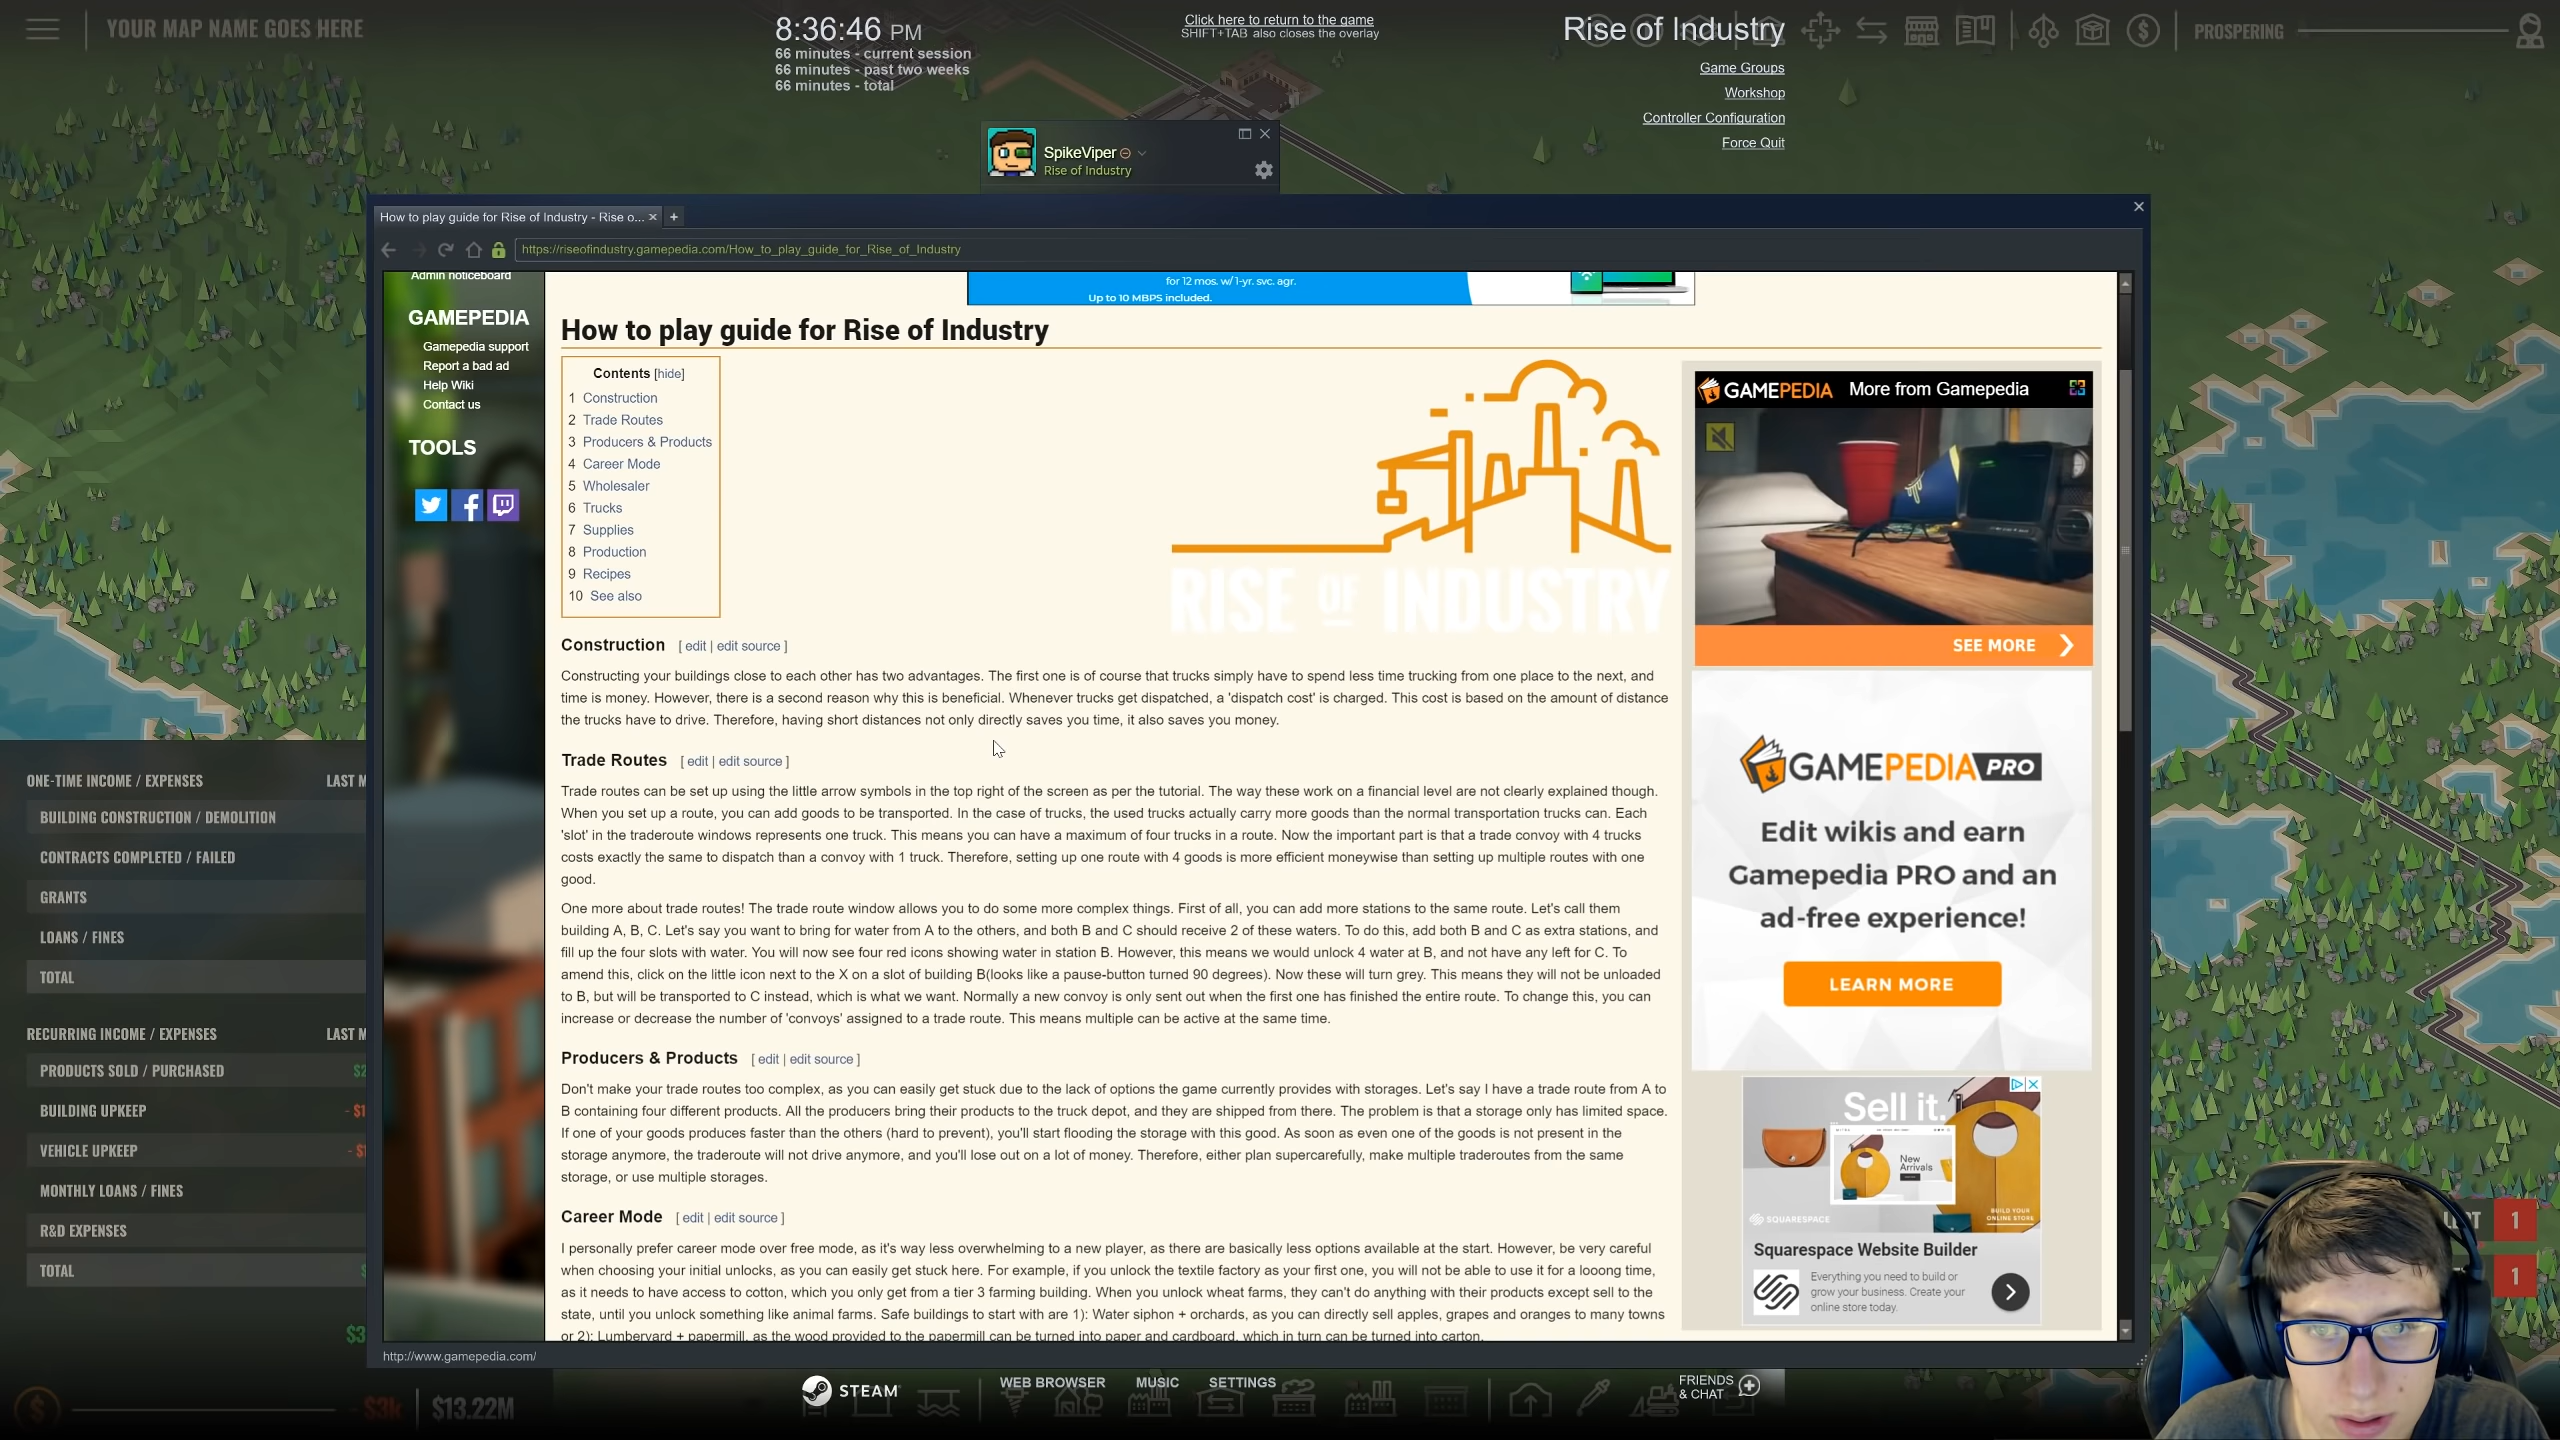 YOUR MAP NAME GOES HERE
8:36:46 PM
66 minutes - current session
66 minutes - past two weeks
66 minutes - total
Click here to return to the game
SHIFT+TAB also closes the overlay
Rise of Industry
Game Groups
Workshop
Controller Configuration
Force Quit
PROSPERING
SpikeViper
Rise of Industry
How to play guide for Rise of Industry - Rise o...
https://riseofindustry.gamepedia.com/How_to_play_guide_for_Rise_of_Industry
Admin noticeboard
GAMEPEDIA
Gamepedia support
Report a bad ad
Help Wiki
Contact us
TOOLS
for 12 mos. w/ 1-yr. svc. agr.
Up to 10 MBPS included.
How to play guide for Rise of Industry
Contents [hide]
1 Construction
2 Trade Routes
3 Producers & Products
4 Career Mode
5 Wholesaler
6 Trucks
7 Supplies
8 Production
9 Recipes
10 See also
RISE OF INDUSTRY
Construction [ edit | edit source ]
Constructing your buildings close to each other has two advantages. The first one is of course that trucks simply have to spend less time trucking from one place to the next, and
time is money. However, there is a second reason why this is beneficial. Whenever trucks get dispatched, a 'dispatch cost' is charged. This cost is based on the amount of distance
the trucks have to drive. Therefore, having short distances not only directly saves you time, it also saves you money.
Trade Routes [ edit | edit source ]
Trade routes can be set up using the little arrow symbols in the top right of the screen as per the tutorial. The way these work on a financial level are not clearly explained though.
When you set up a route, you can add goods to be transported. In the case of trucks, the used trucks actually carry more goods than the normal transportation trucks can. Each
'slot' in the traderoute windows represents one truck. This means you can have a maximum of four trucks in a route. Now the important part is that a trade convoy with 4 trucks
costs exactly the same to dispatch than a convoy with 1 truck. Therefore, setting up one route with 4 goods is more efficient moneywise than setting up multiple routes with one
good.
One more about trade routes! The trade route window allows you to do some more complex things. First of all, you can add more stations to the same route. Let's call them
building A, B, C. Let's say you want to bring for water from A to the others, and both B and C should receive 2 of these waters. To do this, add both B and C as extra stations, and
fill up the four slots with water. You will now see four red icons showing water in station B. However, this means we would unlock 4 water at B, and not have any left for C. To
amend this, click on the little icon next to the X on a slot of building B(looks like a pause-button turned 90 degrees). Now these will turn grey. This means they will not be unloaded
to B, but will be transported to C instead, which is what we want. Normally a new convoy is only sent out when the first one has finished the entire route. To change this, you can
increase or decrease the number of 'convoys' assigned to a trade route. This means multiple can be active at the same time.
Producers & Products [ edit | edit source ]
Don't make your trade routes too complex, as you can easily get stuck due to the lack of options the game currently provides with storages. Let's say I have a trade route from A to
B containing four different products. All the producers bring their products to the truck depot, and they are shipped from there. The problem is that a storage only has limited space.
If one of your goods produces faster than the others (hard to prevent), you'll start flooding the storage with this good. As soon as even one of the goods is not present in the
storage anymore, the traderoute will not drive anymore, and you'll lose out on a lot of money. Therefore, either plan supercarefully, make multiple traderoutes from the same
storage, or use multiple storages.
Career Mode [ edit | edit source ]
I personally prefer career mode over free mode, as it's way less overwhelming to a new player, as there are basically less options available at the start. However, be very careful
when choosing your initial unlocks, as you can easily get stuck here. For example, if you unlock the textile factory as your first one, you will not be able to use it for a looong time,
as it needs to have access to cotton, which you only get from a tier 3 farming building. When you unlock wheat farms, they can't do anything with their products except sell to the
state, until you unlock something like animal farms. Safe buildings to start with are 1): Water siphon + orchards, as you can directly sell apples, grapes and oranges to many towns
or 2): Lumberyard + papermill, as the wood provided to the papermill can be turned into paper and cardboard, which in turn can be turned into carton.
GAMEPEDIA More from Gamepedia
SEE MORE
GAMEPEDIA PRO
Edit wikis and earn
Gamepedia PRO and an
ad-free experience!
LEARN MORE
Sell it.
New
Arrivals
SQUARESPACE
BUILD YOUR
ONLINE STORE
Squarespace Website Builder
Everything you need to build or
grow your business. Create your
online store today.
ONE-TIME INCOME / EXPENSES LAST M
BUILDING CONSTRUCTION / DEMOLITION
CONTRACTS COMPLETED / FAILED
GRANTS
LOANS / FINES
TOTAL
RECURRING INCOME / EXPENSES LAST M
PRODUCTS SOLD / PURCHASED $2
BUILDING UPKEEP - $1
VEHICLE UPKEEP - $1
MONTHLY LOANS / FINES
R&D EXPENSES
TOTAL $
$3
1
1
http://www.gamepedia.com/
- $3k $13.22M
STEAM
WEB BROWSER
MUSIC
SETTINGS
FRIENDS
& CHAT